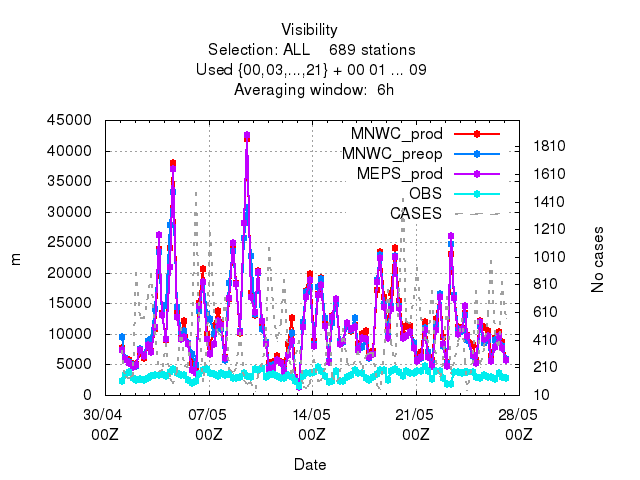 Visibility
Selection: ALL    689 stations
Used {00,03,...,21} + 00 01 ... 09
Averaging window:  6h
MNWC_prod
MNWC_preop
MEPS_prod
OBS
CASES
45000
40000
35000
30000
25000
20000
15000
10000
5000
0
m
1810
1610
1410
1210
1010
810
610
410
210
10
No cases
30/04 07/05 14/05 21/05 28/05
00Z 00Z 00Z 00Z 00Z
Date